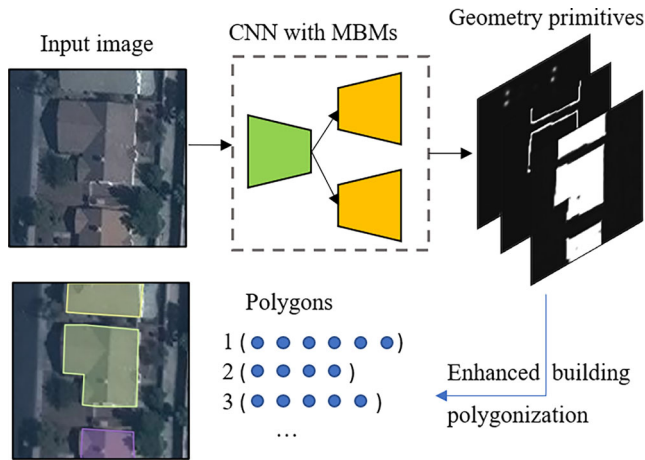 Input image
CNN with MBMs
Geometry primitives
Polygons
1 ( )
2 ( )
3 ( )
...
Enhanced building
polygonization